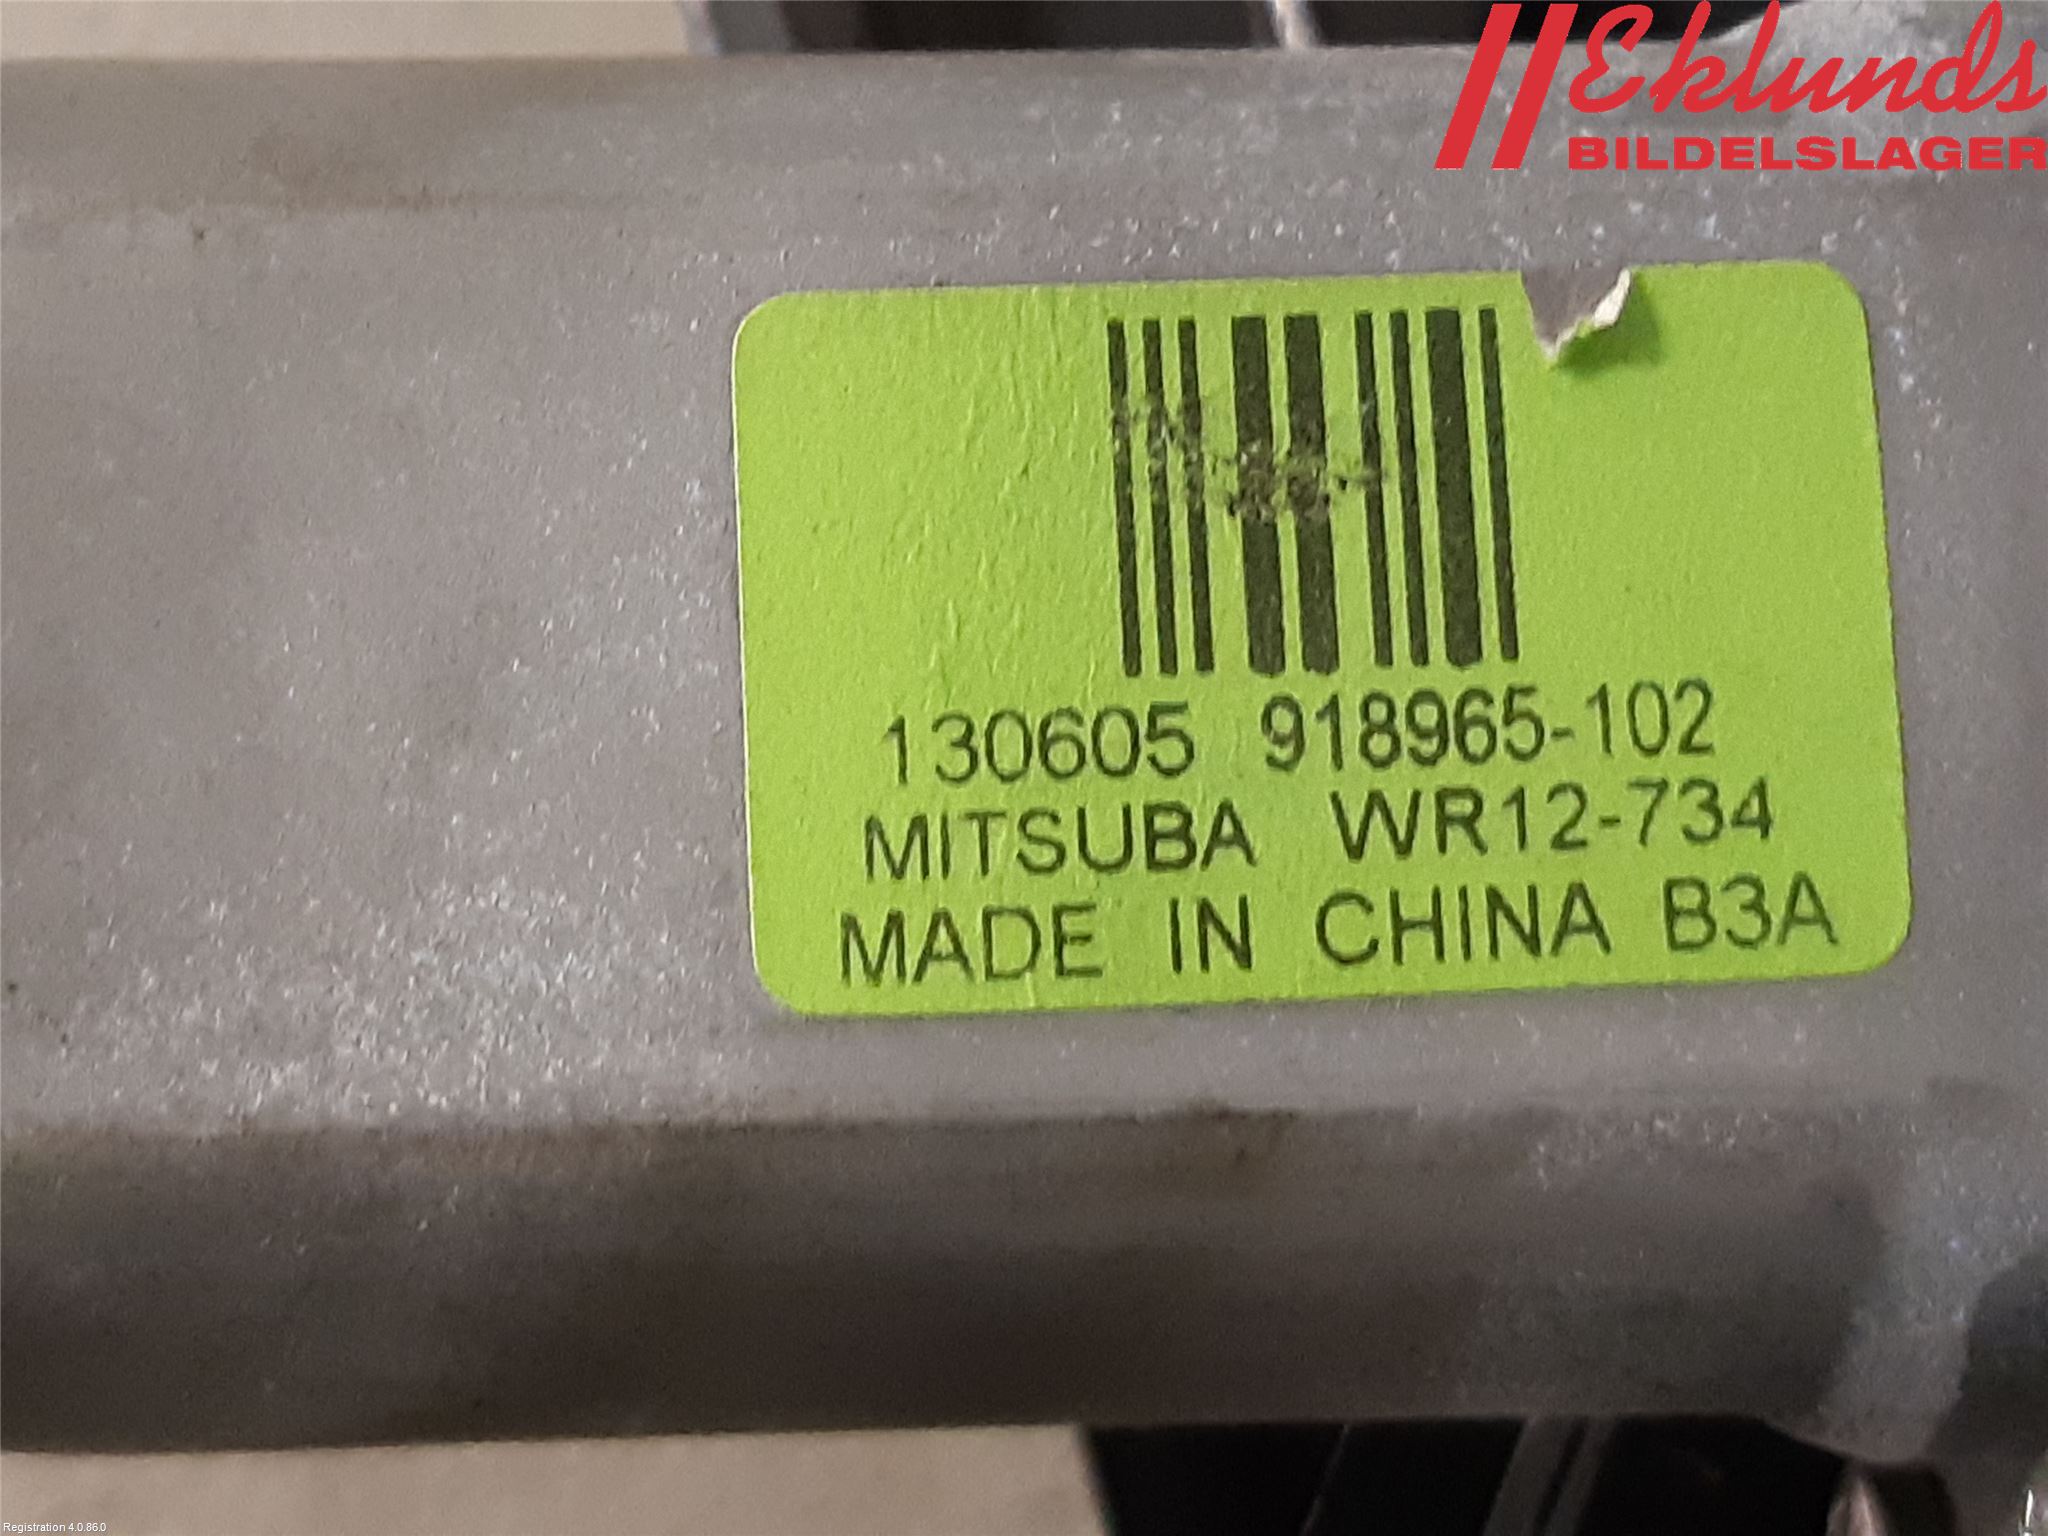 Eklunds
BILDELSLAGER
130605 918965-102
MITSUBA WR12-734
MADE IN CHINA B3A
Registration 4.0.86.0